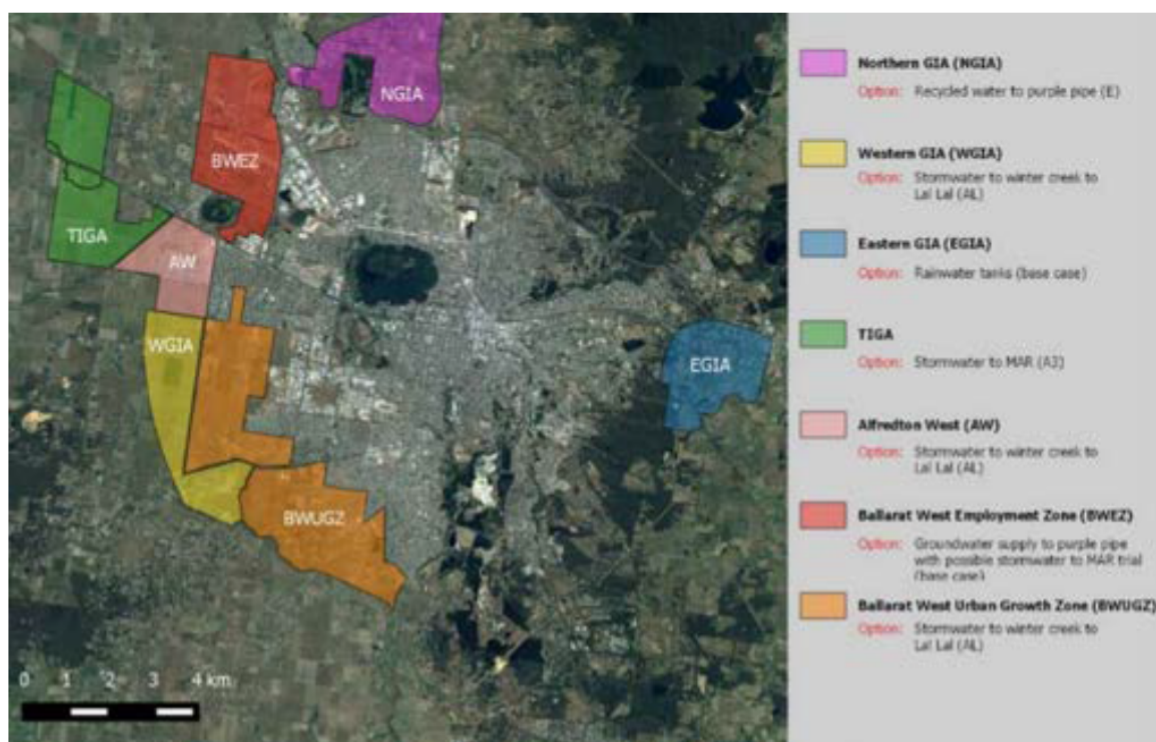 NGIA
BWEZ
TIGA
AW
WGIA
EGIA
BWUGZ
0 1 2 3 4 km
Northern GIA (NGIA)
Option: Recycled water to purple pipe (E)
Western GIA (WGIA)
Option: Stormwater to winter creek to
Lal Lal (AL)
Eastern GIA (EGIA)
Option: Rainwater tanks (base case)
TIGA
Option: Stormwater to MAR (A3)
Alfredton West (AW)
Option: Stormwater to winter creek to
Lal Lal (AL)
Ballarat West Employment Zone (BWEZ)
Option: Groundwater supply to purple pipe
with possible stormwater to MAR trial
(base case)
Ballarat West Urban Growth Zone (BWUGZ)
Option: Stormwater to winter creek to
Lal Lal (AL)